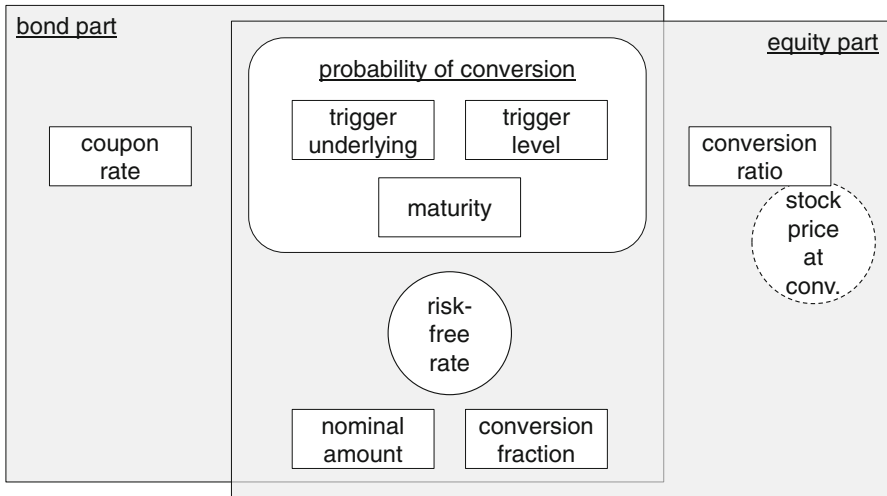 bond part
equity part
probability of conversion
trigger
underlying
trigger
level
coupon
rate
conversion
ratio
maturity
stock
price
at
conv.
risk-
free
rate
nominal
amount
conversion
fraction